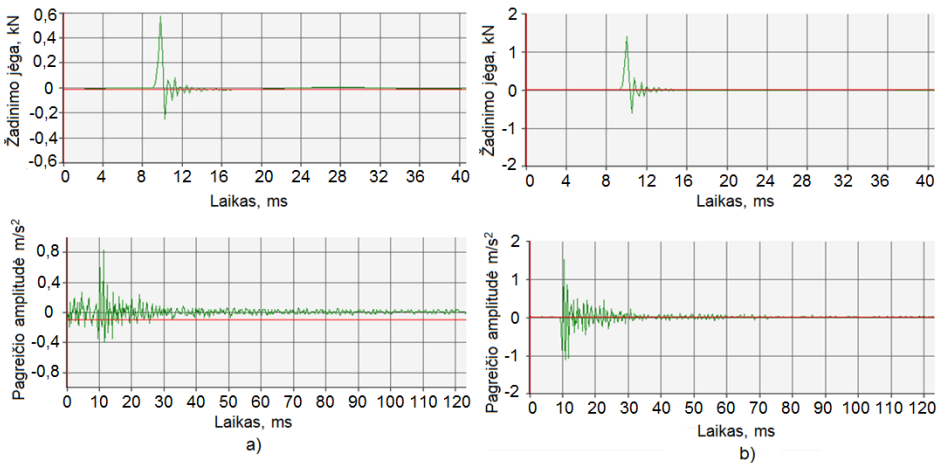 0,6
0,4
0,2
0
-0,2
-0,4
-0,6
Žadinimo jėga, kN
0 4 8 12 16 20 24 28 32 36 40
Laikas, ms
2
1
0
-1
-2
Žadinimo jėga, kN
0 4 8 12 16 20 24 28 32 36 40
Laikas, ms
0,8
0,4
0
-0,4
-0,8
Pagreičio amplitudė m/s²
0 10 20 30 40 50 60 70 80 90 100 110 120
Laikas, ms
a)
2
1
0
-1
-2
Pagreičio amplitudė m/s²
0 10 20 30 40 50 60 70 80 90 100 110 120
Laikas, ms
b)